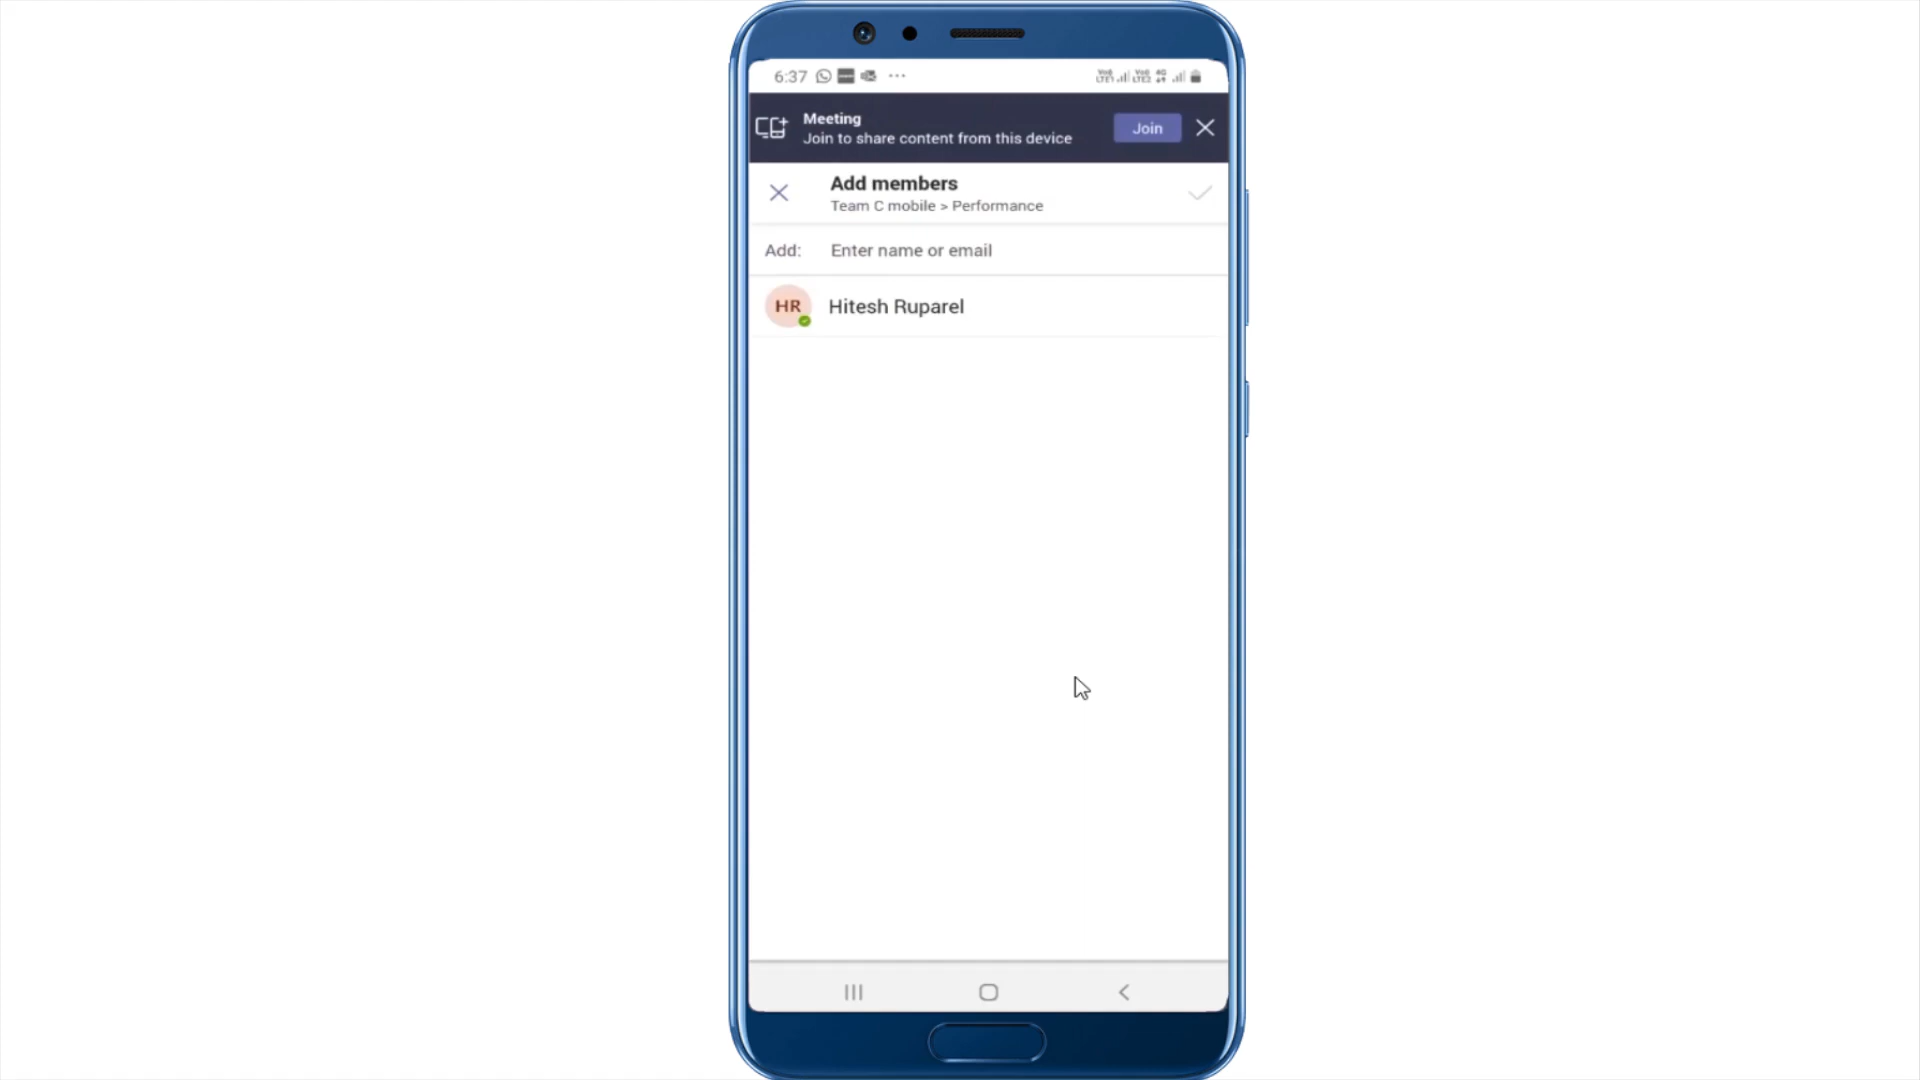 6:37
Meeting
Join to share content from this device
Join
Add members
Team C mobile > Performance
Add:
Enter name or email
HR
Hitesh Ruparel